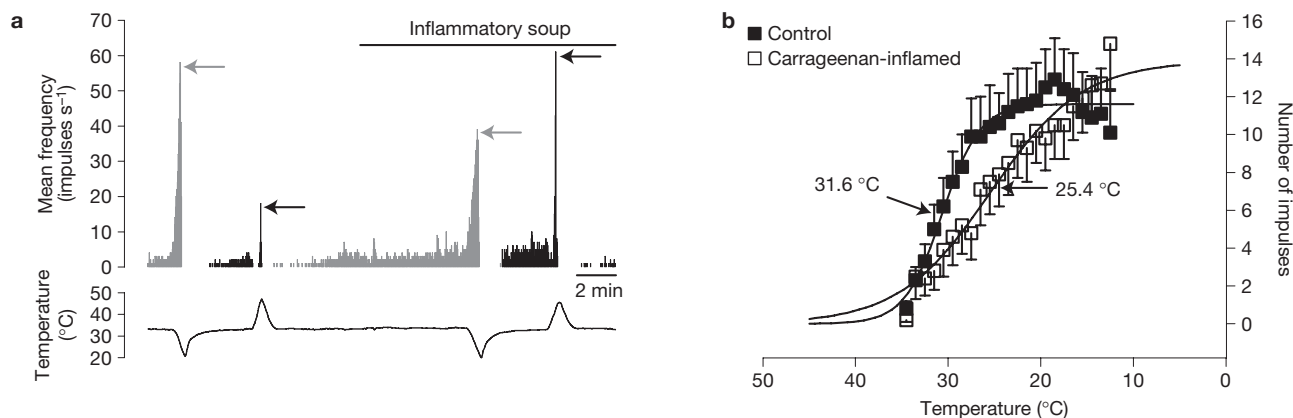 a
Inflammatory soup
Mean frequency
(impulses s⁻¹)
70
60
50
40
30
20
10
0
2 min
Temperature
(°C)
50
40
30
20
b
Control
Carrageenan-inflamed
31.6 °C
25.4 °C
16
14
12
10
8
6
4
2
0
Number of impulses
50 40 30 20 10 0
Temperature (°C)